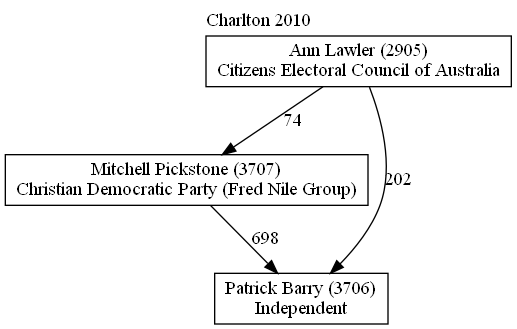 Charlton 2010
Ann Lawler (2905)
Citizens Electoral Council of Australia
74
Mitchell Pickstone (3707)
Christian Democratic Party (Fred Nile Group)
202
698
Patrick Barry (3706)
Independent